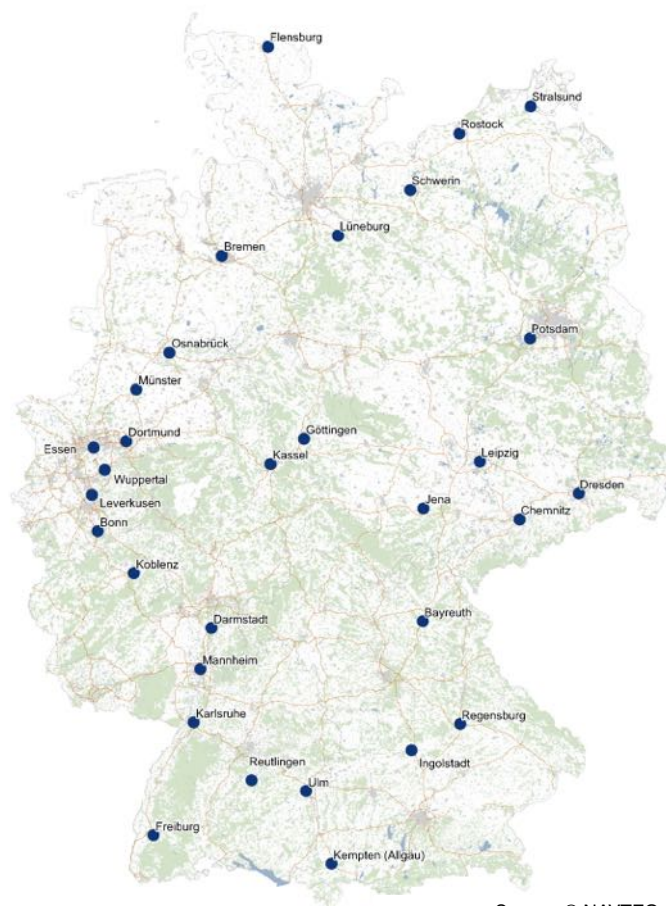 Flensburg
Stralsund
Rostock
Schwerin
Lüneburg
Bremen
Potsdam
Osnabrück
Münster
Göttingen
Dortmund
Essen
Kassel
Leipzig
Wuppertal
Dresden
Leverkusen
Jena
Chemnitz
Bonn
Koblenz
Darmstadt
Bayreuth
Mannheim
Karlsruhe
Regensburg
Reutlingen
Ingolstadt
Ulm
Freiburg
Kempten (Allgäu)